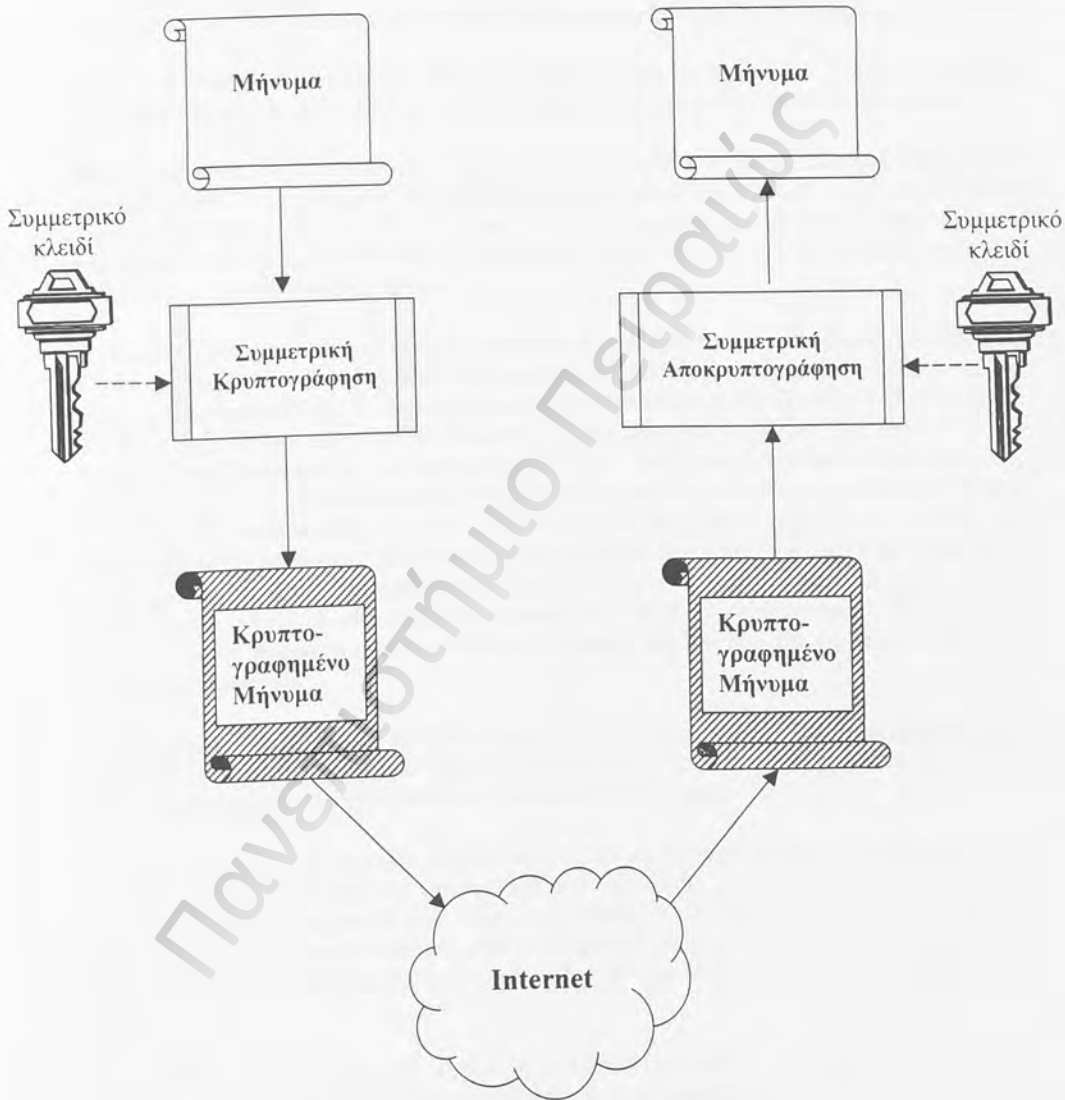 Μήνυμα
Συμμετρικό
κλειδί
Συμμετρική
Κρυπτογράφηση
Κρυπτο-
γραφημένο
Μήνυμα
Internet
Μήνυμα
Συμμετρικό
κλειδί
Συμμετρική
Αποκρυπτογράφηση
Κρυπτο-
γραφημένο
Μήνυμα
Πανεπιστήμιο Πειραιώς